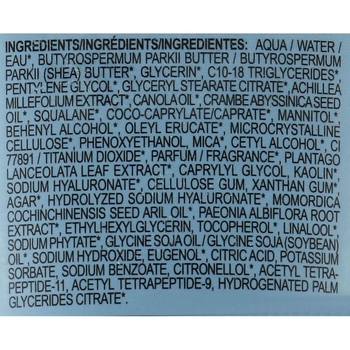 INGREDIENTS/INGRÉDIENTS/INGREDIENTES: AQUA / WATER /
EAU*, BUTYROSPERMUM PARKII BUTTER / BUTYROSPERMUM
PARKII (SHEA) BUTTER*, GLYCERIN*, C10-18 TRIGLYCERIDES*,
PENTYLENE GLYCOL*, GLYCERYL STEARATE CITRATE*, ACHILLEA
MILLEFOLIUM EXTRACT*, CANOLA OIL*, CRAMBE ABYSSINICA SEED
OIL*, SQUALANE*, COCO-CAPRYLATE/CAPRATE*, MANNITOL*,
BEHENYL ALCOHOL*, OLEYL ERUCATE*, MICROCRYSTALLINE
CELLULOSE*, PHENOXYETHANOL, MICA*, CETYL ALCOHOL*, CI
77891 / TITANIUM DIOXIDE*, PARFUM / FRAGRANCE*, PLANTAGO
LANCEOLATA LEAF EXTRACT*, CAPRYLYL GLYCOL, KAOLIN*,
SODIUM HYALURONATE*, CELLULOSE GUM, XANTHAN GUM*,
AGAR*, HYDROLYZED SODIUM HYALURONATE*, MOMORDICA
COCHINCHINENSIS SEED ARIL OIL*, PAEONIA ALBIFLORA ROOT
EXTRACT*, ETHYLHEXYLGLYCERIN, TOCOPHEROL*, LINALOOL*,
SODIUM PHYTATE*, GLYCINE SOJA OIL / GLYCINE SOJA (SOYBEAN)
OIL*, SODIUM HYDROXIDE, EUGENOL*, CITRIC ACID*, POTASSIUM
SORBATE, SODIUM BENZOATE, CITRONELLOL*, ACETYL TETRA-
PEPTIDE-11*, ACETYL TETRAPEPTIDE-9*, HYDROGENATED PALM
GLYCERIDES CITRATE*.